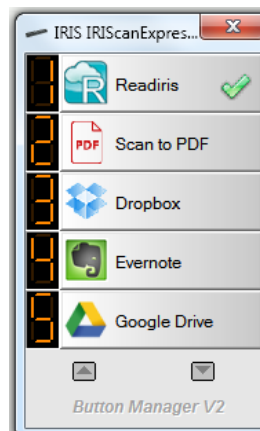 IRIS IRIScanExpres...
1 Readiris
2 PDF Scan to PDF
3 Dropbox
4 Evernote
5 Google Drive
Button Manager V2